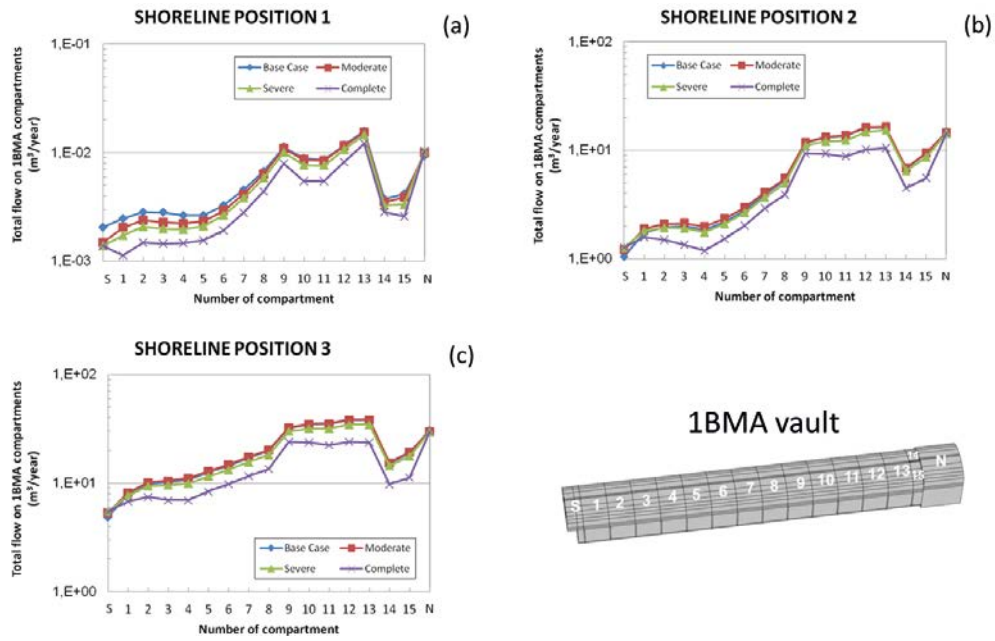 SHORELINE POSITION 1
(a)
Total flow on 1BMA compartments
(m³/year)
1,E-01
1,E-02
1,E-03
Base Case
Moderate
Severe
Complete
S 1 2 3 4 5 6 7 8 9 10 11 12 13 14 15 N
Number of compartment
SHORELINE POSITION 2
(b)
Total flow on 1BMA compartments
(m³/year)
1,E+02
1,E+01
1,E+00
Base Case
Moderate
Severe
Complete
S 1 2 3 4 5 6 7 8 9 10 11 12 13 14 15 N
Number of compartment
SHORELINE POSITION 3
(c)
Total flow on 1BMA compartments
(m³/year)
1,E+02
1,E+01
1,E+00
Base Case
Moderate
Severe
Complete
S 1 2 3 4 5 6 7 8 9 10 11 12 13 14 15 N
Number of compartment
1BMA vault
S 1 2 3 4 5 6 7 8 9 10 11 12 13 14 15 N